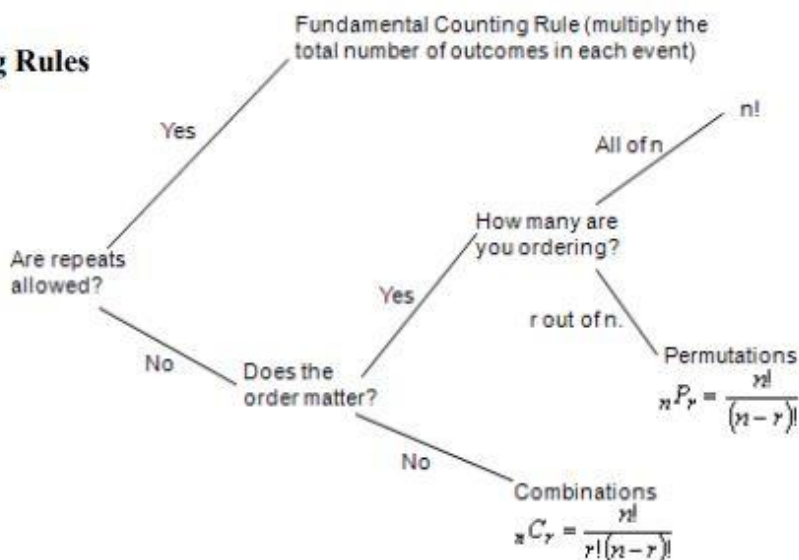 g Rules
Fundamental Counting Rule (multiply the
total number of outcomes in each event)
Yes
n!
All of n
How many are
you ordering?
Are repeats
allowed?
Yes
r out of n.
No
Does the
order matter?
Permutations
nPr = n!/(n−r)!
No
Combinations
nCr = n!/r!(n−r)!